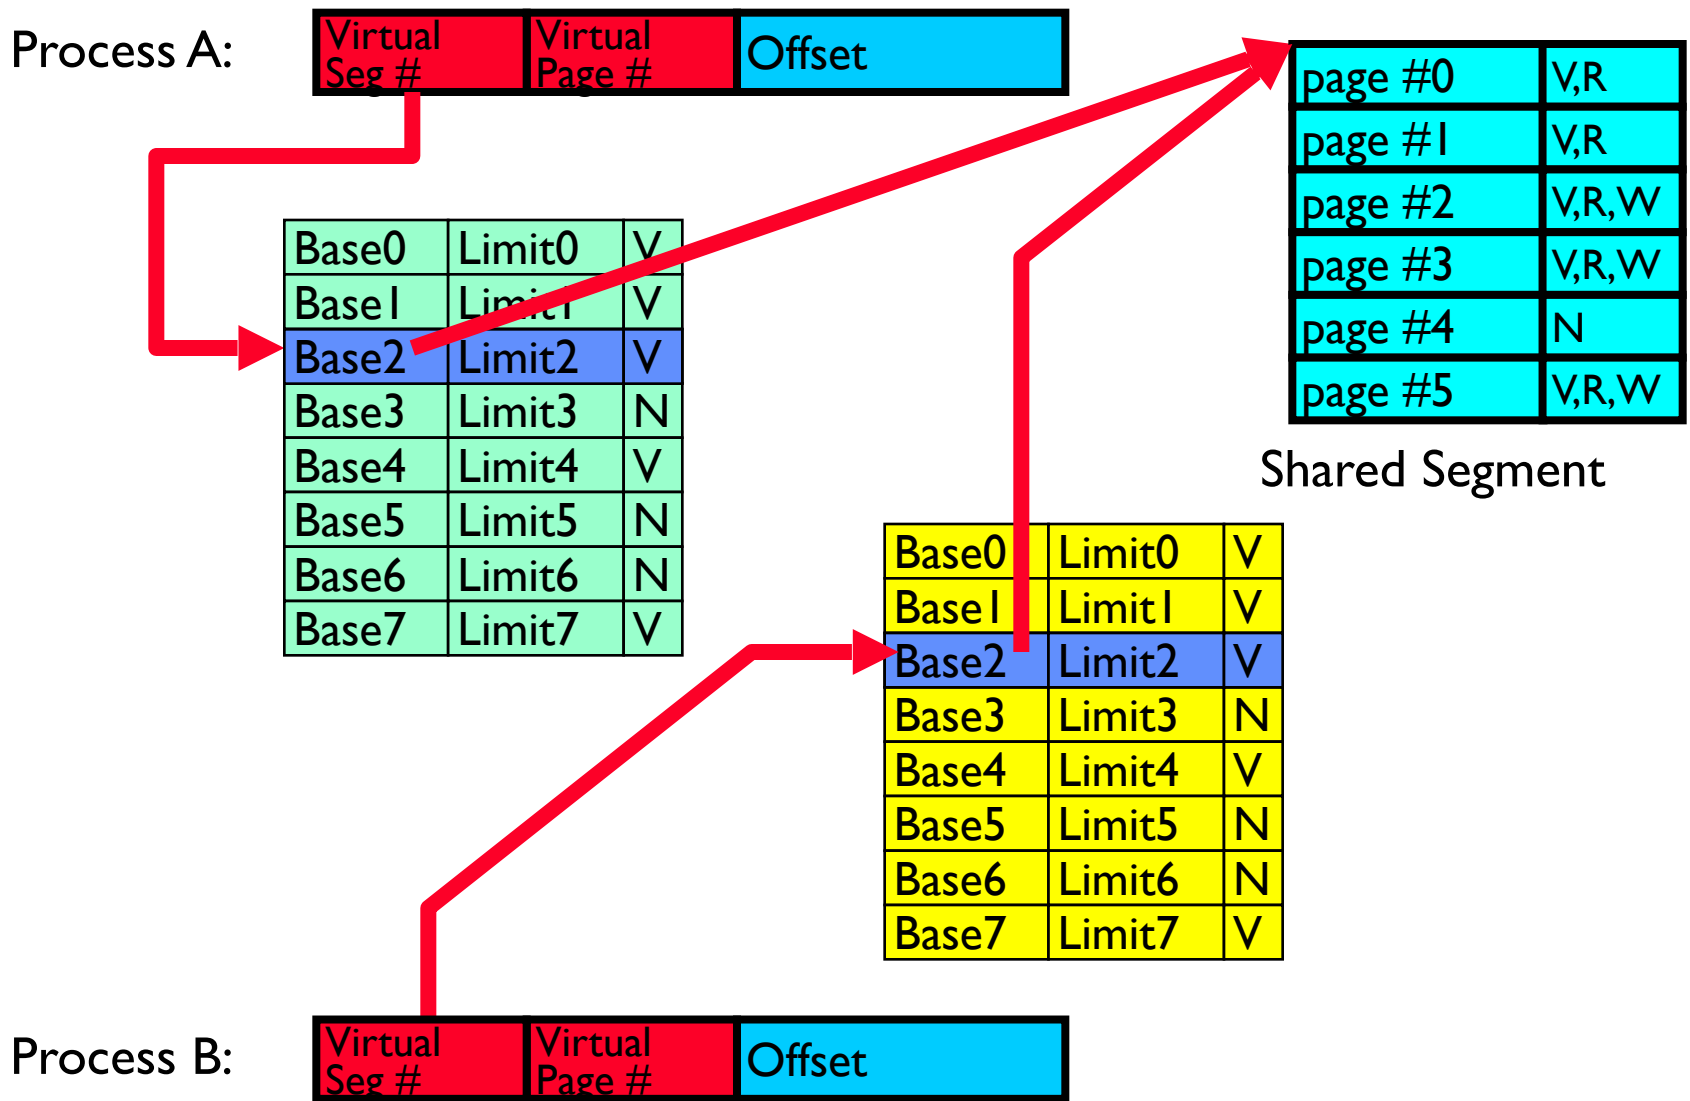 Process A:
Virtual Seg #
Virtual Page #
Offset
page #0 V,R
page #1 V,R
page #2 V,R,W
page #3 V,R,W
page #4 N
page #5 V,R,W
Shared Segment
Base0 Limit0 V
Base1 Limit1 V
Base2 Limit2 V
Base3 Limit3 N
Base4 Limit4 V
Base5 Limit5 N
Base6 Limit6 N
Base7 Limit7 V
Base0 Limit0 V
Base1 Limit1 V
Base2 Limit2 V
Base3 Limit3 N
Base4 Limit4 V
Base5 Limit5 N
Base6 Limit6 N
Base7 Limit7 V
Process B:
Virtual Seg #
Virtual Page #
Offset